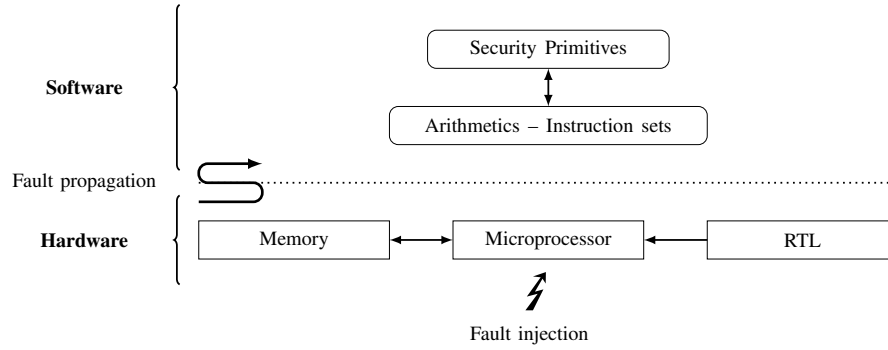 Security Primitives
Software
Arithmetics – Instruction sets
Fault propagation
Hardware
Memory
Microprocessor
RTL
Fault injection